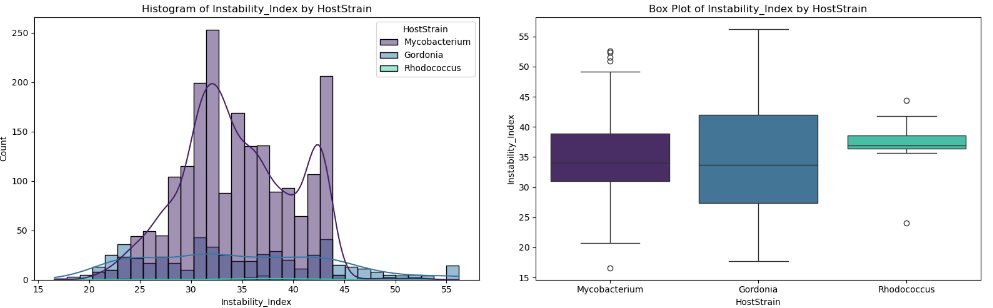 Histogram of Instability_Index by HostStrain
HostStrain
Mycobacterium
Gordonia
Rhodococcus
250
200
150
100
50
0
Count
15 20 25 30 35 40 45 50 55
Instability_Index
Box Plot of Instability_Index by HostStrain
55
50
45
40
35
30
25
20
15
Instability_Index
Mycobacterium Gordonia Rhodococcus
HostStrain